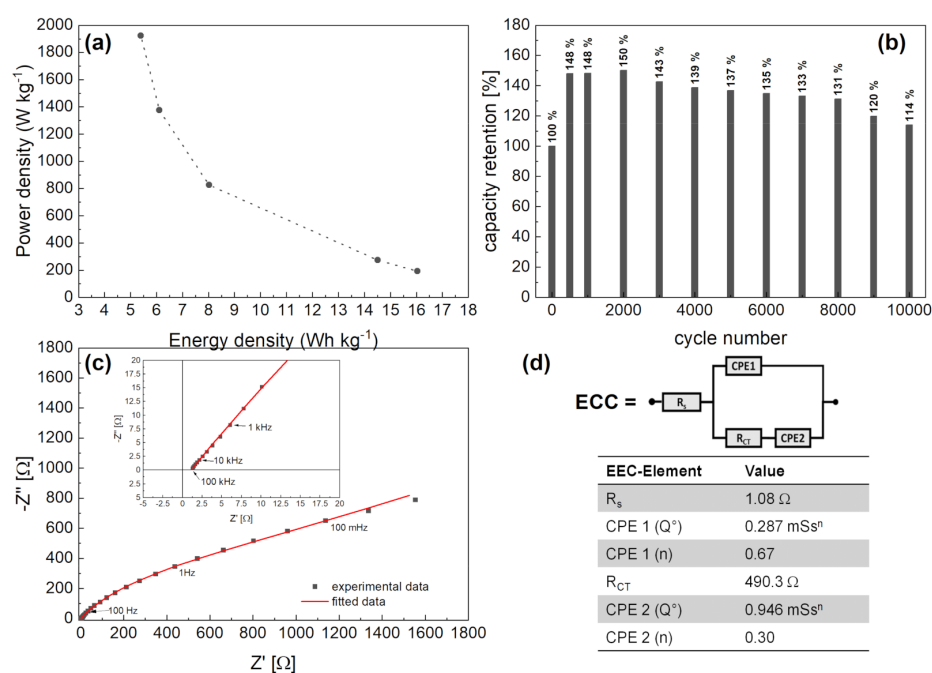 (a)
Power density (W kg⁻¹)
2000
1800
1600
1400
1200
1000
800
600
400
200
0
3 4 5 6 7 8 9 10 11 12 13 14 15 16 17 18
Energy density (Wh kg⁻¹)
(b)
capacity retention [%]
180
160
140
120
100
80
60
40
20
0
100 %
148 %
148 %
150 %
143 %
139 %
137 %
135 %
133 %
131 %
120 %
114 %
0 2000 4000 6000 8000 10000
cycle number
(c)
-Z'' [Ω]
1800
1600
1400
1200
1000
800
600
400
200
0
0 200 400 600 800 1000 1200 1400 1600 1800
Z' [Ω]
100 Hz
1Hz
100 mHz
experimental data
fitted data
-Z'' [Ω]
20
17.5
15
12.5
10.0
7.5
5.0
2.5
0
5
-5 -2.5 0 2.5 5 7.5 10 12.5 15 17.5 20
Z' [Ω]
1 kHz
10 kHz
100 kHz
(d)
ECC =
R_s
CPE1
R_CT
CPE2
EEC-Element Value
R_s 1.08 Ω
CPE 1 (Q°) 0.287 mSsⁿ
CPE 1 (n) 0.67
R_CT 490.3 Ω
CPE 2 (Q°) 0.946 mSsⁿ
CPE 2 (n) 0.30